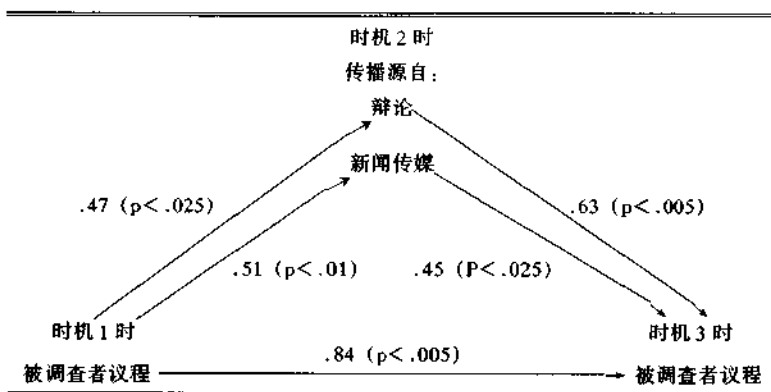 时机2时
传播源自:
辩论
新闻传媒
.47 (p<.025)
.63 (p<.005)
.51 (p<.01)
.45 (P<.025)
时机1时
时机3时
.84 (p<.005)
被调查者议程
被调查者议程